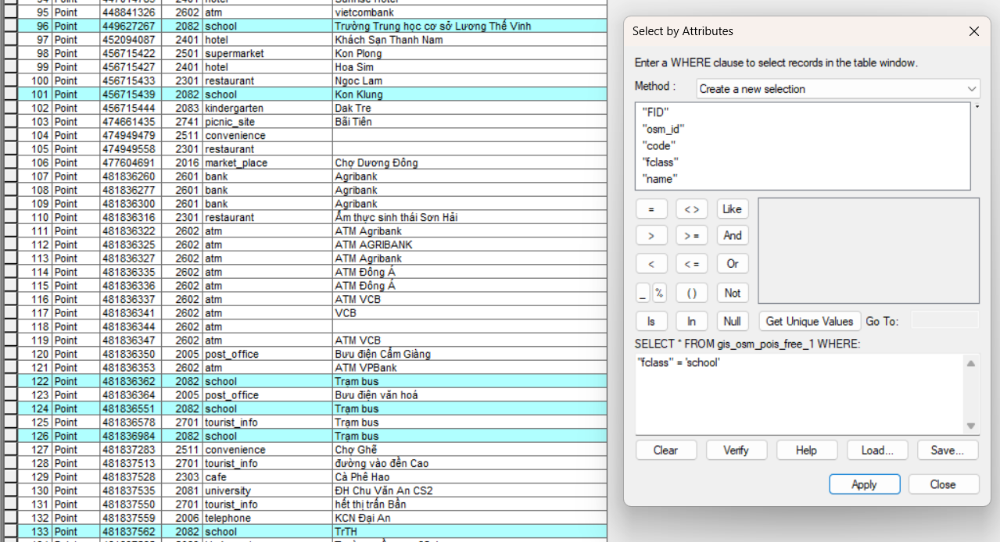 447014783 2401 hotel Sunrise Hotel
95 Point 448841326 2602 atm vietcombank
96 Point 449627267 2082 school Trường Trung học cơ sở Lương Thế Vinh
97 Point 452094087 2401 hotel Khách Sạn Thanh Nam
98 Point 456715422 2501 supermarket Kon Plong
99 Point 456715427 2401 hotel Hoa Sim
100 Point 456715433 2301 restaurant Ngoc Lam
101 Point 456715439 2082 school Kon Klung
102 Point 456715444 2083 kindergarten Dak Tre
103 Point 474661435 2741 picnic_site Bãi Tiên
104 Point 474949479 2511 convenience
105 Point 474949558 2301 restaurant
106 Point 477604691 2016 market_place Chợ Dương Đông
107 Point 481836260 2601 bank Agribank
108 Point 481836277 2601 bank Agribank
109 Point 481836300 2601 bank Agribank
110 Point 481836316 2301 restaurant Ẩm thực sinh thái Sơn Hải
111 Point 481836322 2602 atm ATM Agribank
112 Point 481836325 2602 atm ATM AGRIBANK
113 Point 481836327 2602 atm ATM Agribank
114 Point 481836335 2602 atm ATM Đông Á
115 Point 481836336 2602 atm ATM Đông Á
116 Point 481836337 2602 atm ATM VCB
117 Point 481836341 2602 atm VCB
118 Point 481836344 2602 atm
119 Point 481836347 2602 atm ATM VCB
120 Point 481836350 2005 post_office Bưu điện Cẩm Giàng
121 Point 481836353 2602 atm ATM VPBank
122 Point 481836362 2082 school Trạm bus
123 Point 481836364 2005 post_office Bưu điện văn hoá
124 Point 481836551 2082 school Trạm bus
125 Point 481836578 2701 tourist_info Trạm bus
126 Point 481836984 2082 school Trạm bus
127 Point 481837283 2511 convenience Chợ Ghẽ
128 Point 481837513 2701 tourist_info đường vào đền Cao
129 Point 481837528 2303 cafe Cà Phê Hao
130 Point 481837535 2081 university ĐH Chu Văn An CS2
131 Point 481837550 2701 tourist_info hết thị trấn Bần
132 Point 481837559 2006 telephone KCN Đại An
133 Point 481837562 2082 school TrTH
Select by Attributes
Enter a WHERE clause to select records in the table window.
Method : Create a new selection
"FID"
"osm_id"
"code"
"fclass"
"name"
= < > Like
> > = And
< < = Or
_ % ( ) Not
Is In Null Get Unique Values Go To:
SELECT * FROM gis_osm_pois_free_1 WHERE:
"fclass" = 'school'
Clear Verify Help Load... Save...
Apply Close